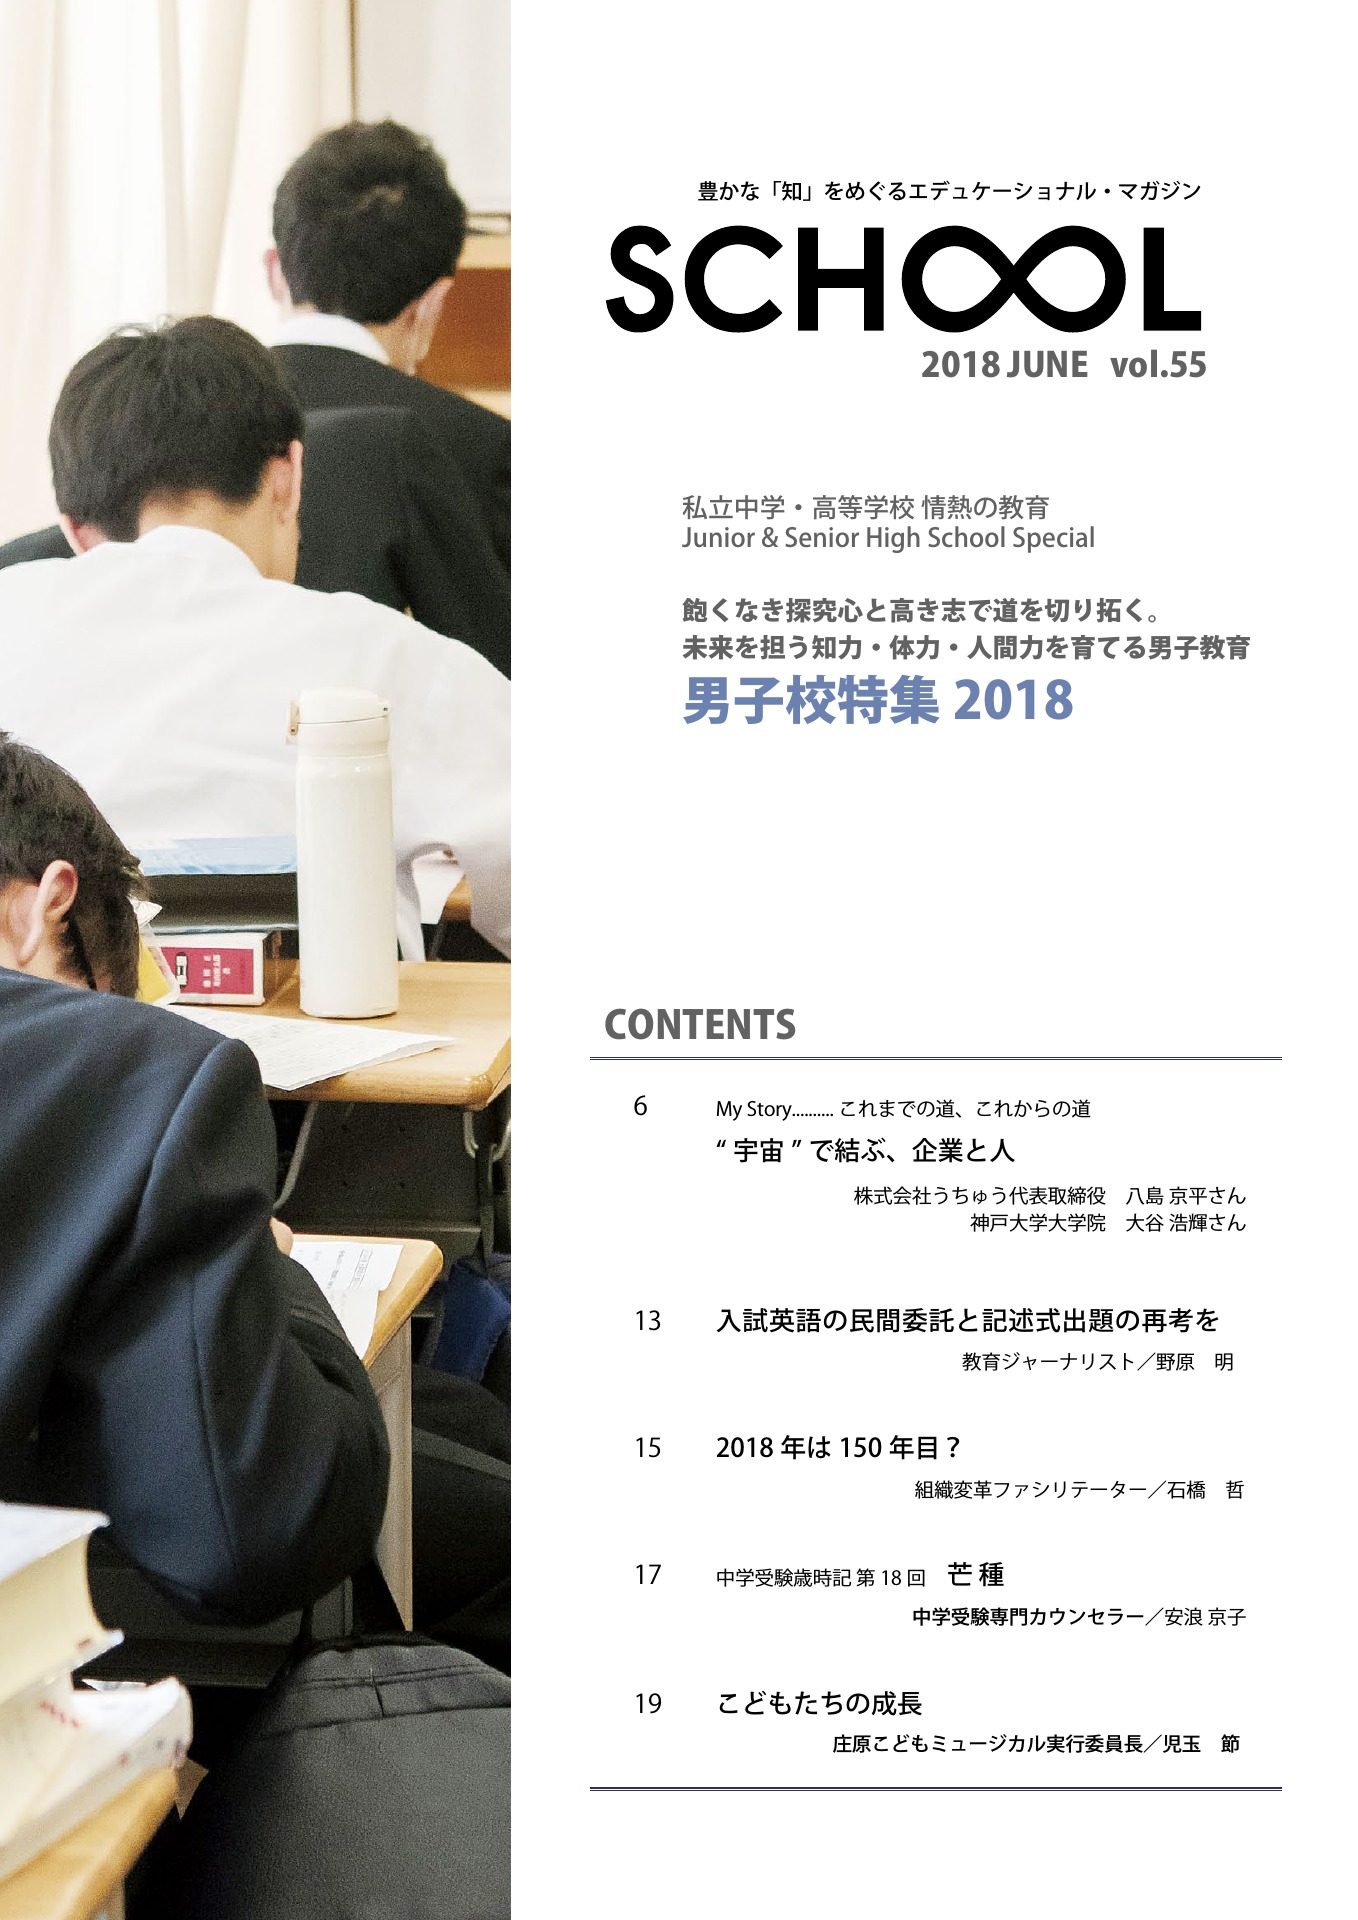 豊かな「知」をめぐるエデュケーショナル・マガジン
SCHOOL
2018 JUNE vol.55
私立中学・高等学校 情熱の教育
Junior & Senior High School Special
飽くなき探究心と高き志で道を切り拓く。
未来を担う知力・体力・人間力を育てる男子教育
男子校特集 2018
CONTENTS
6 My Story.......... これまでの道、これからの道
“ 宇宙 ” で結ぶ、企業と人
株式会社うちゅう代表取締役 八島 京平さん
神戸大学大学院 大谷 浩輝さん
13 入試英語の民間委託と記述式出題の再考を
教育ジャーナリスト／野原 明
15 2018 年は 150 年目？
組織変革ファシリテーター／石橋 哲
17 中学受験歳時記 第 18 回 芒 種
中学受験専門カウンセラー／安浪 京子
19 こどもたちの成長
庄原こどもミュージカル実行委員長／児玉 節